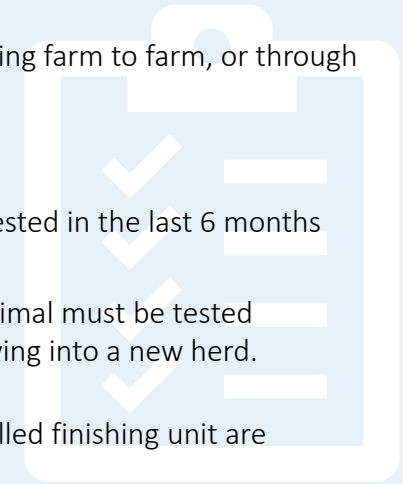 ing farm to farm, or through
ested in the last 6 months
imal must be tested
ing into a new herd.
lled finishing unit are